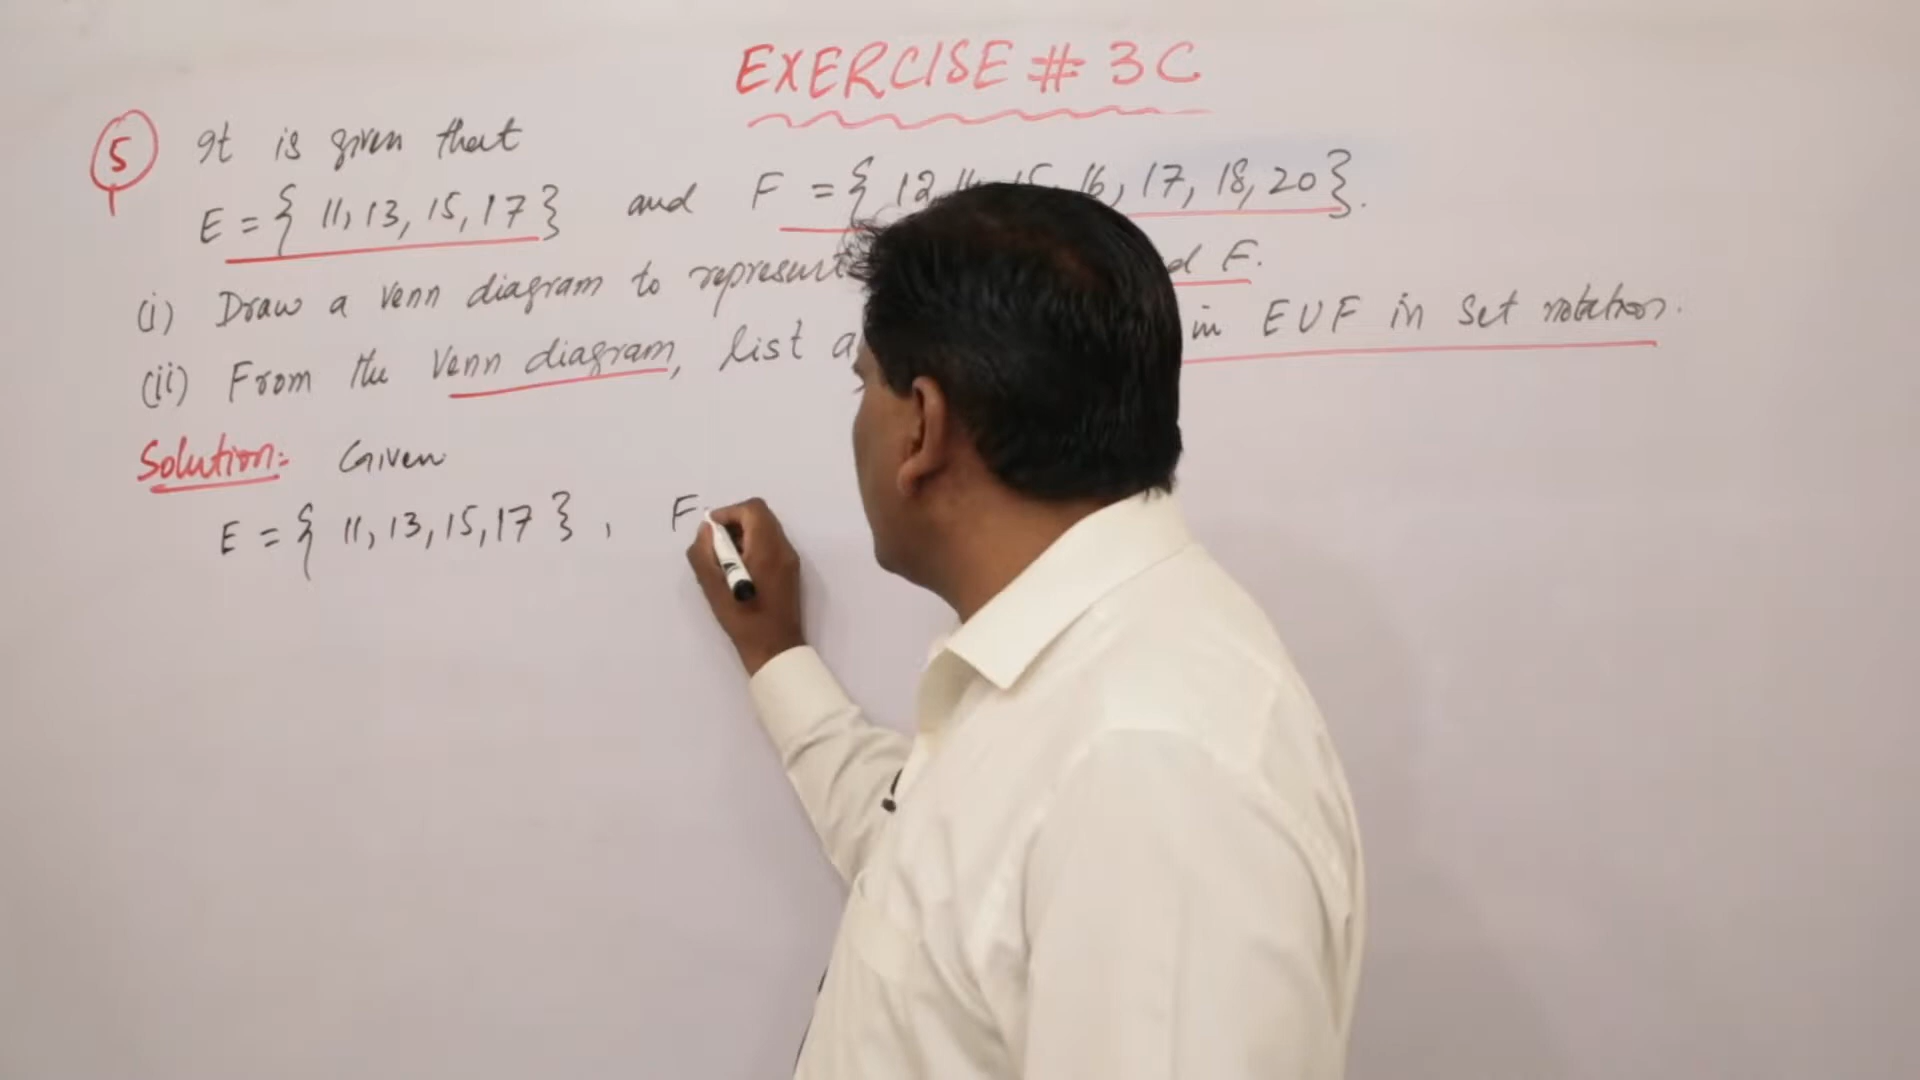 EXERCISE # 3C
5 It is given that
E = { 11, 13, 15, 17 } and F = { 12, 15, 16, 17, 18, 20 }.
(i) Draw a Venn diagram to represent F.
(ii) From the Venn diagram, list in E ∪ F in set notation.
Solution:- Given
E = { 11, 13, 15, 17 } , F